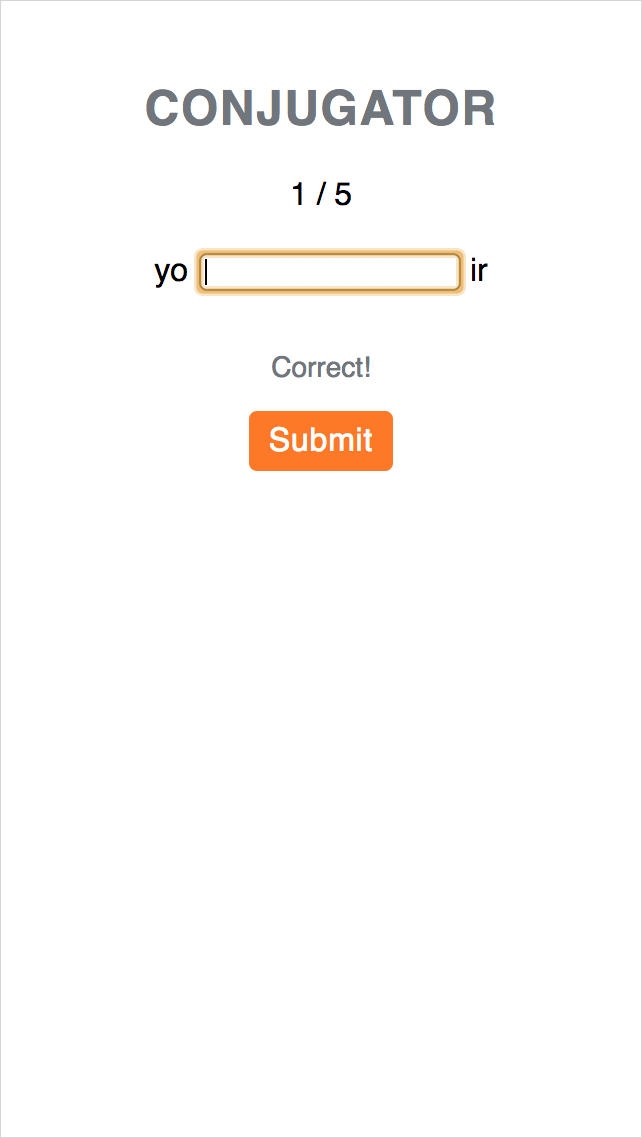 CONJUGATOR
1 / 5
yo ir
Correct!
Submit